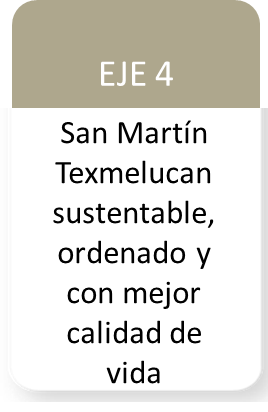 EJE 4
San Martín
Texmelucan
sustentable,
ordenado y
con mejor
calidad de
vida